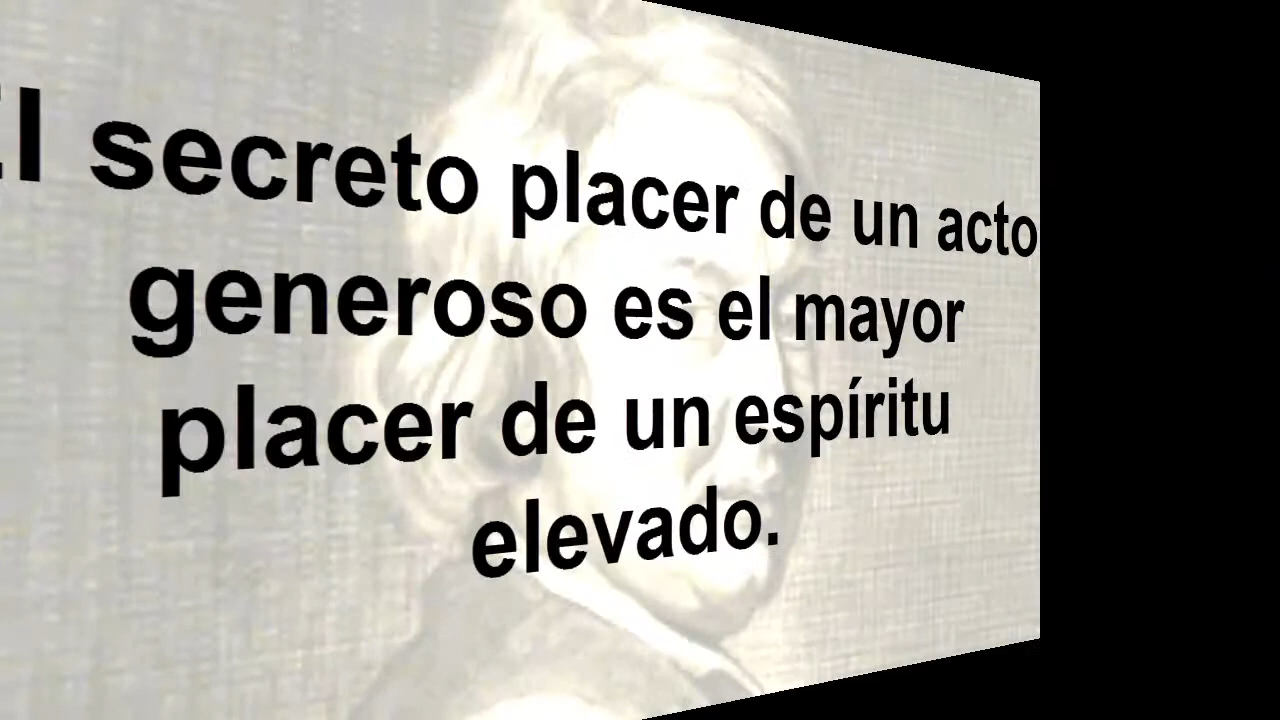 El secreto placer de un acto
generoso es el mayor
placer de un espíritu
elevado.